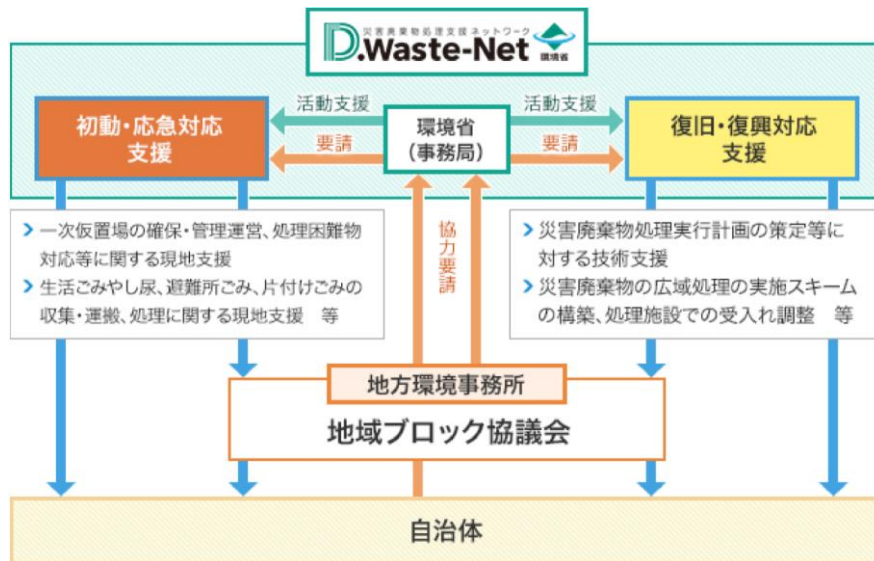 災害廃棄物処理支援ネットワーク
D.Waste-Net
環境省
初動・応急対応
支援
活動支援
要請
環境省
(事務局)
活動支援
要請
復旧・復興対応
支援
一次仮置場の確保・管理運営、処理困難物
対応等に関する現地支援
生活ごみやし尿、避難所ごみ、片付けごみの
収集・運搬、処理に関する現地支援 等
協力要請
災害廃棄物処理実行計画の策定等に
対する技術支援
災害廃棄物の広域処理の実施スキーム
の構築、処理施設での受入れ調整 等
地方環境事務所
地域ブロック協議会
自治体